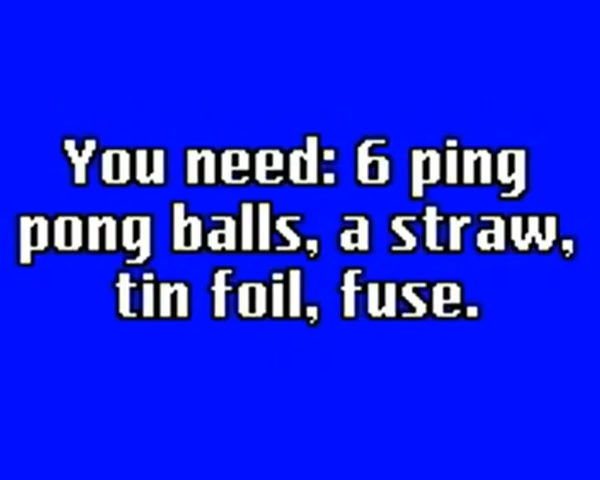 You need: 6 ping
pong balls, a straw,
tin foil, fuse.